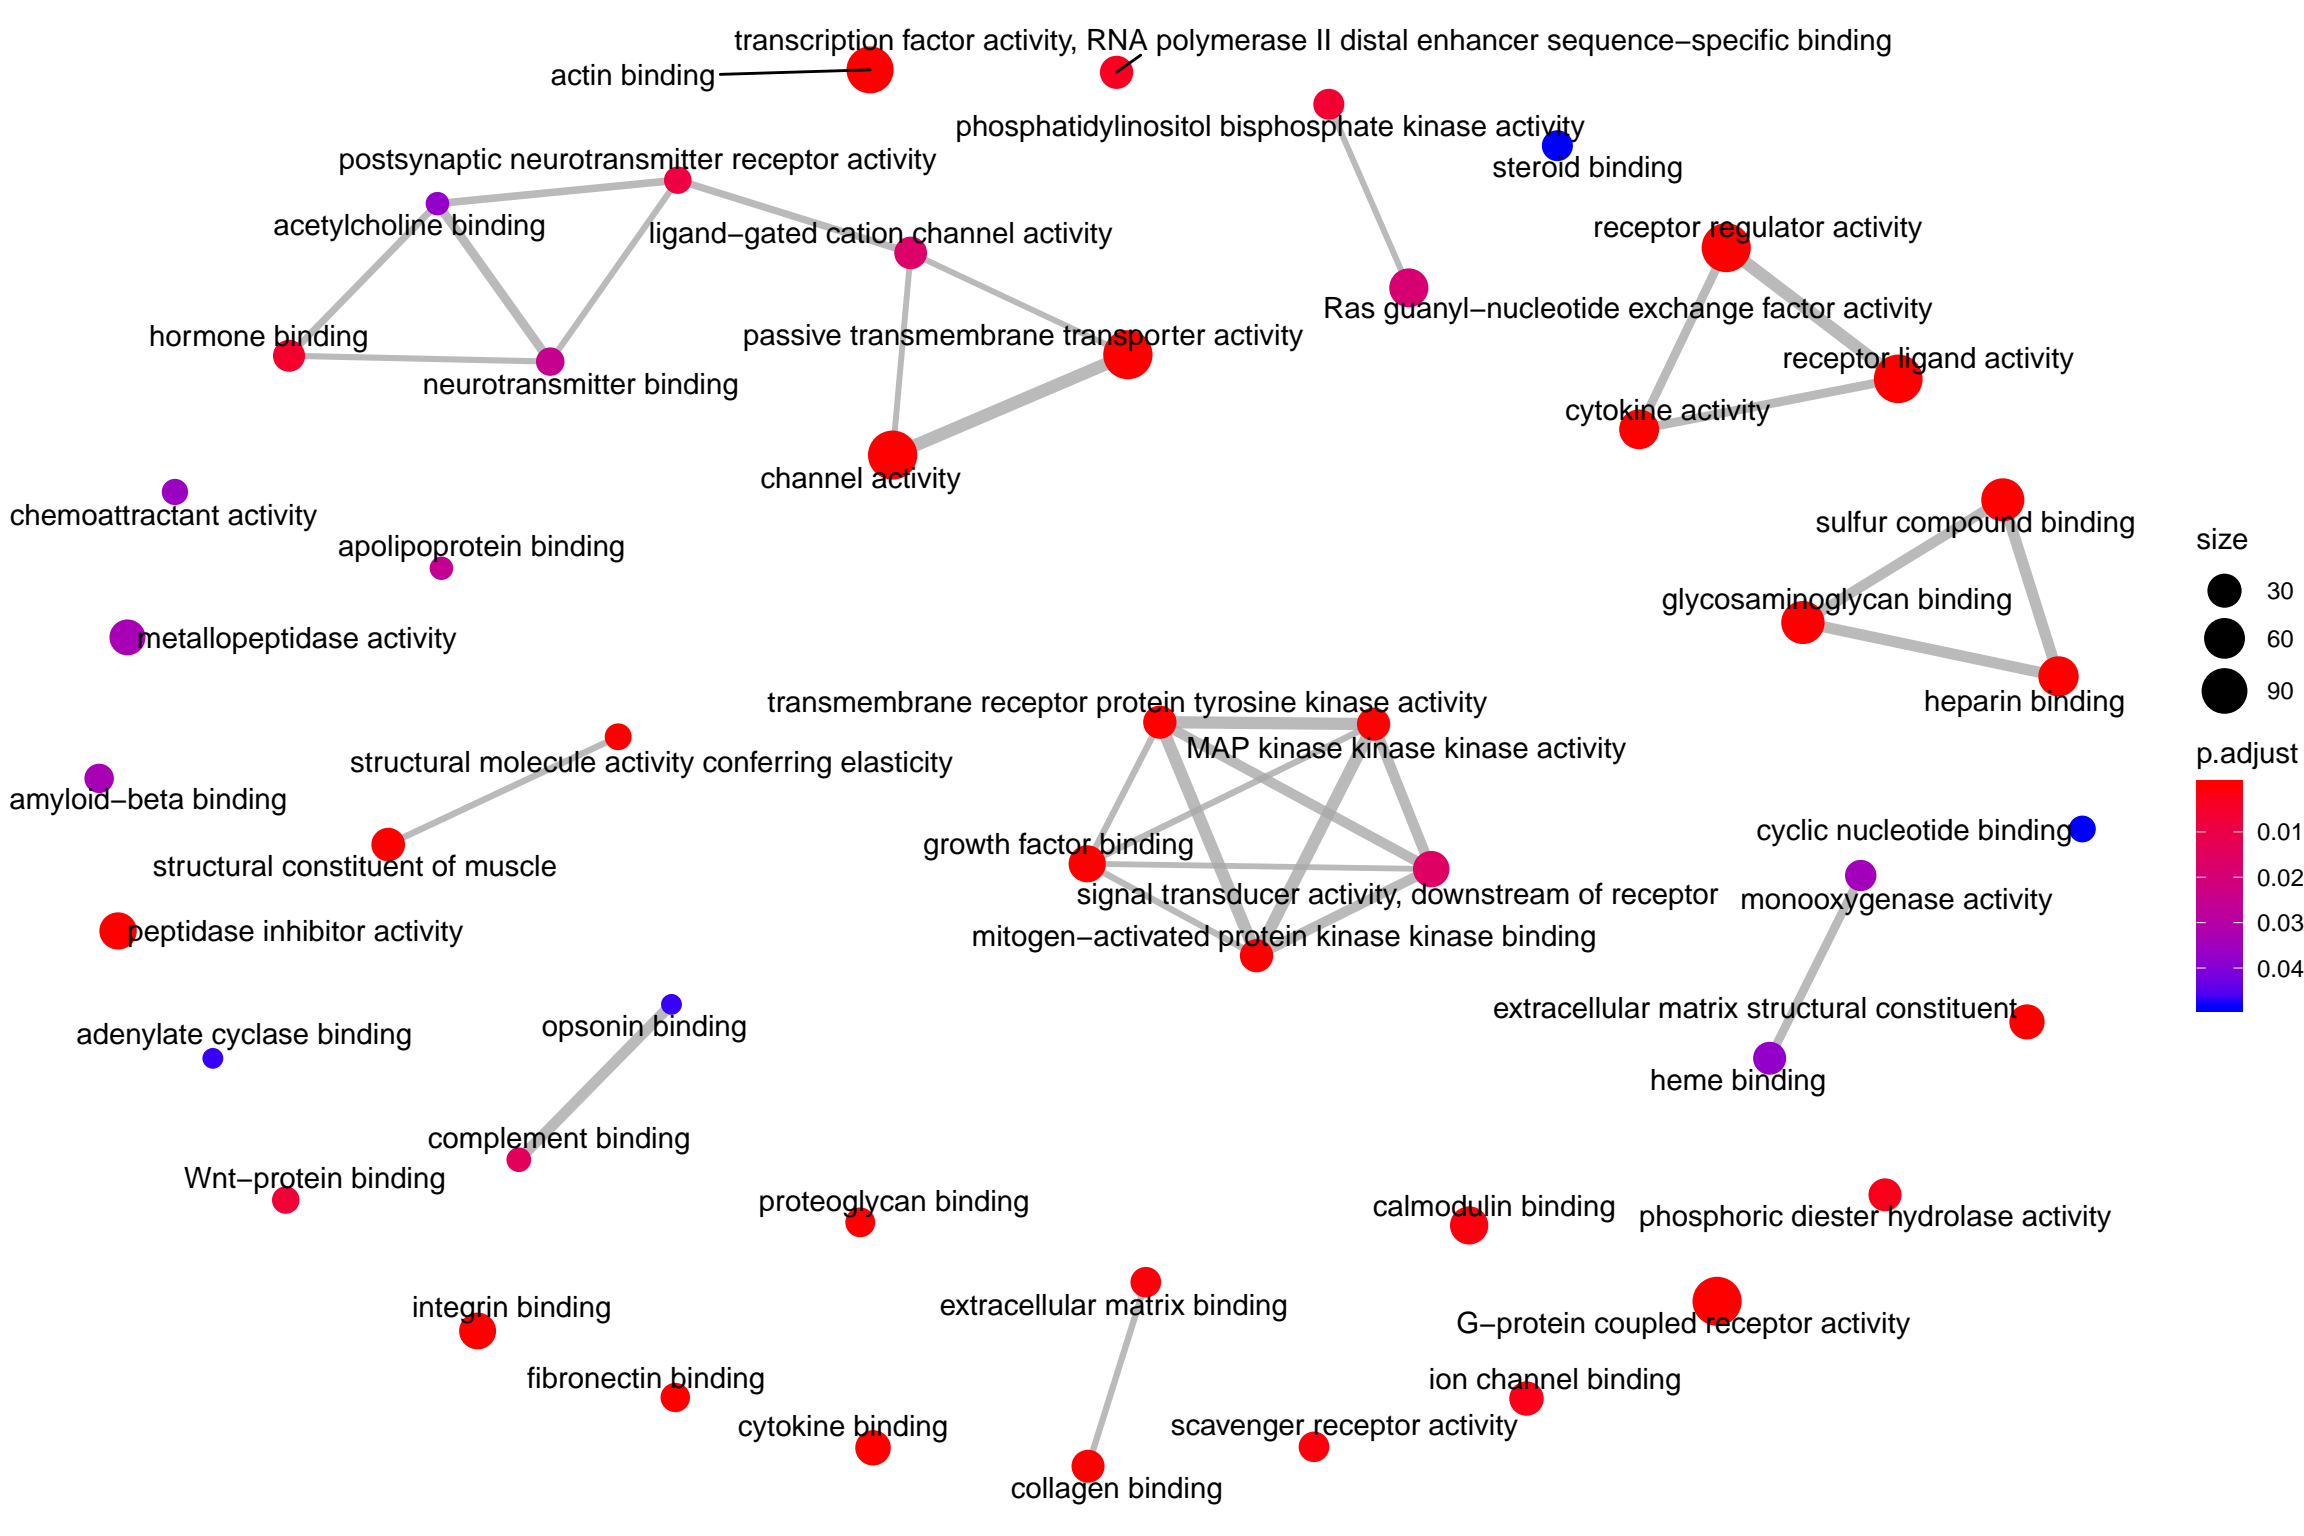 transcription factor activity, RNA polymerase II distal enhancer sequence−specific binding
actin binding
phosphatidylinositol bisphosphate kinase activity
postsynaptic neurotransmitter receptor activity
steroid binding
acetylcholine binding
ligand−gated cation channel activity
receptor regulator activity
Ras guanyl−nucleotide exchange factor activity
hormone binding
passive transmembrane transporter activity
receptor ligand activity
neurotransmitter binding
cytokine activity
channel activity
chemoattractant activity
sulfur compound binding
apolipoprotein binding
glycosaminoglycan binding
metallopeptidase activity
heparin binding
transmembrane receptor protein tyrosine kinase activity
MAP kinase kinase kinase activity
structural molecule activity conferring elasticity
amyloid−beta binding
cyclic nucleotide binding
growth factor binding
structural constituent of muscle
signal transducer activity, downstream of receptor
monooxygenase activity
peptidase inhibitor activity
mitogen−activated protein kinase kinase binding
extracellular matrix structural constituent
opsonin binding
adenylate cyclase binding
heme binding
complement binding
Wnt−protein binding
proteoglycan binding
calmodulin binding
phosphoric diester hydrolase activity
extracellular matrix binding
integrin binding
G−protein coupled receptor activity
fibronectin binding
ion channel binding
cytokine binding
scavenger receptor activity
collagen binding
size
30
60
90
p.adjust
0.01
0.02
0.03
0.04